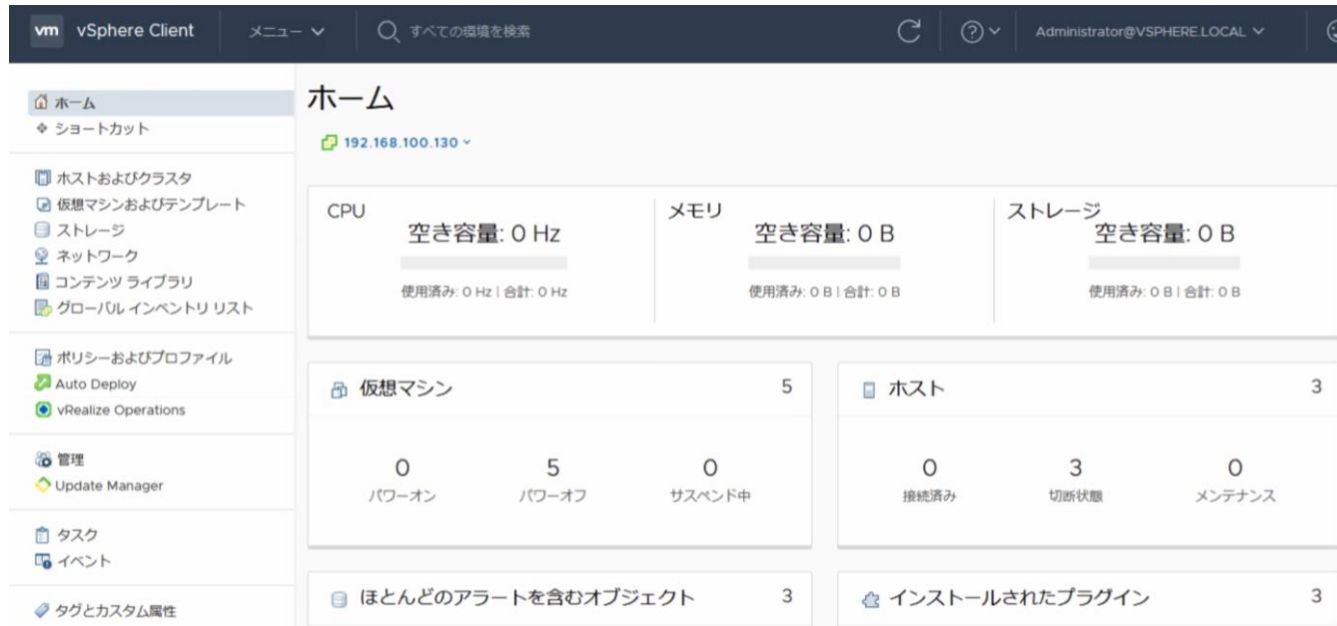 vm vSphere Client メニュー すべての環境を検索 Administrator@VSPHERE.LOCAL
ホーム
ショートカット
ホストおよびクラスタ
仮想マシンおよびテンプレート
ストレージ
ネットワーク
コンテンツ ライブラリ
グローバル インベントリ リスト
ポリシーおよびプロファイル
Auto Deploy
vRealize Operations
管理
Update Manager
タスク
イベント
タグとカスタム属性
ホーム
192.168.100.130
CPU
空き容量: 0 Hz
使用済み: 0 Hz | 合計: 0 Hz
メモリ
空き容量: 0 B
使用済み: 0 B | 合計: 0 B
ストレージ
空き容量: 0 B
使用済み: 0 B | 合計: 0 B
仮想マシン 5
0 5 0
パワーオン パワーオフ サスペンド中
ホスト 3
0 3 0
接続済み 切断状態 メンテナンス
ほとんどのアラートを含むオブジェクト 3
インストールされたプラグイン 3